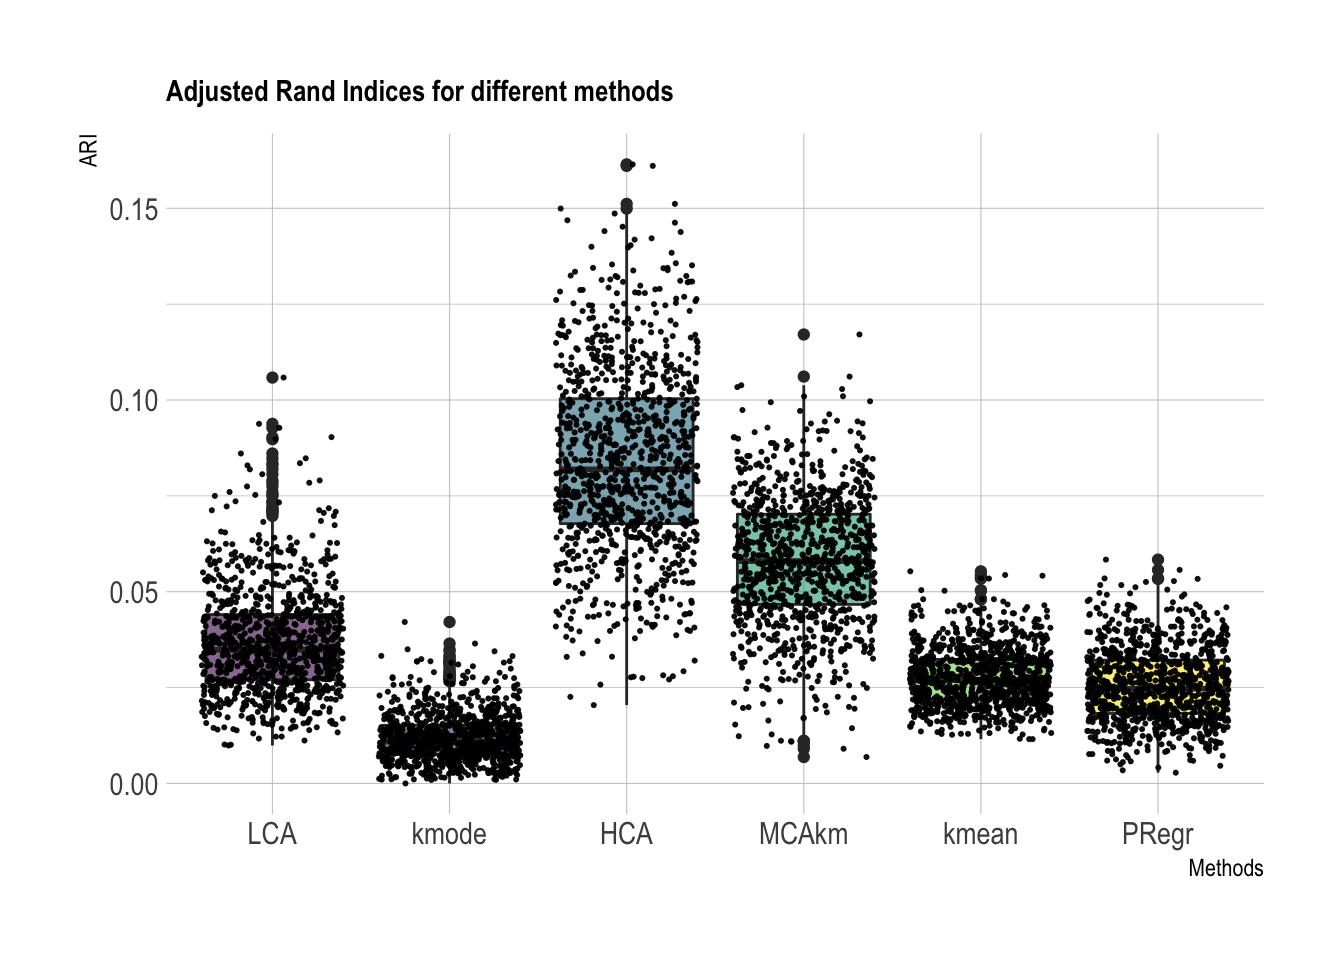 Adjusted Rand Indices for different methods
ARI
0.15
0.10
0.05
0.00
LCA kmode HCA MCAkm kmean PRegr
Methods